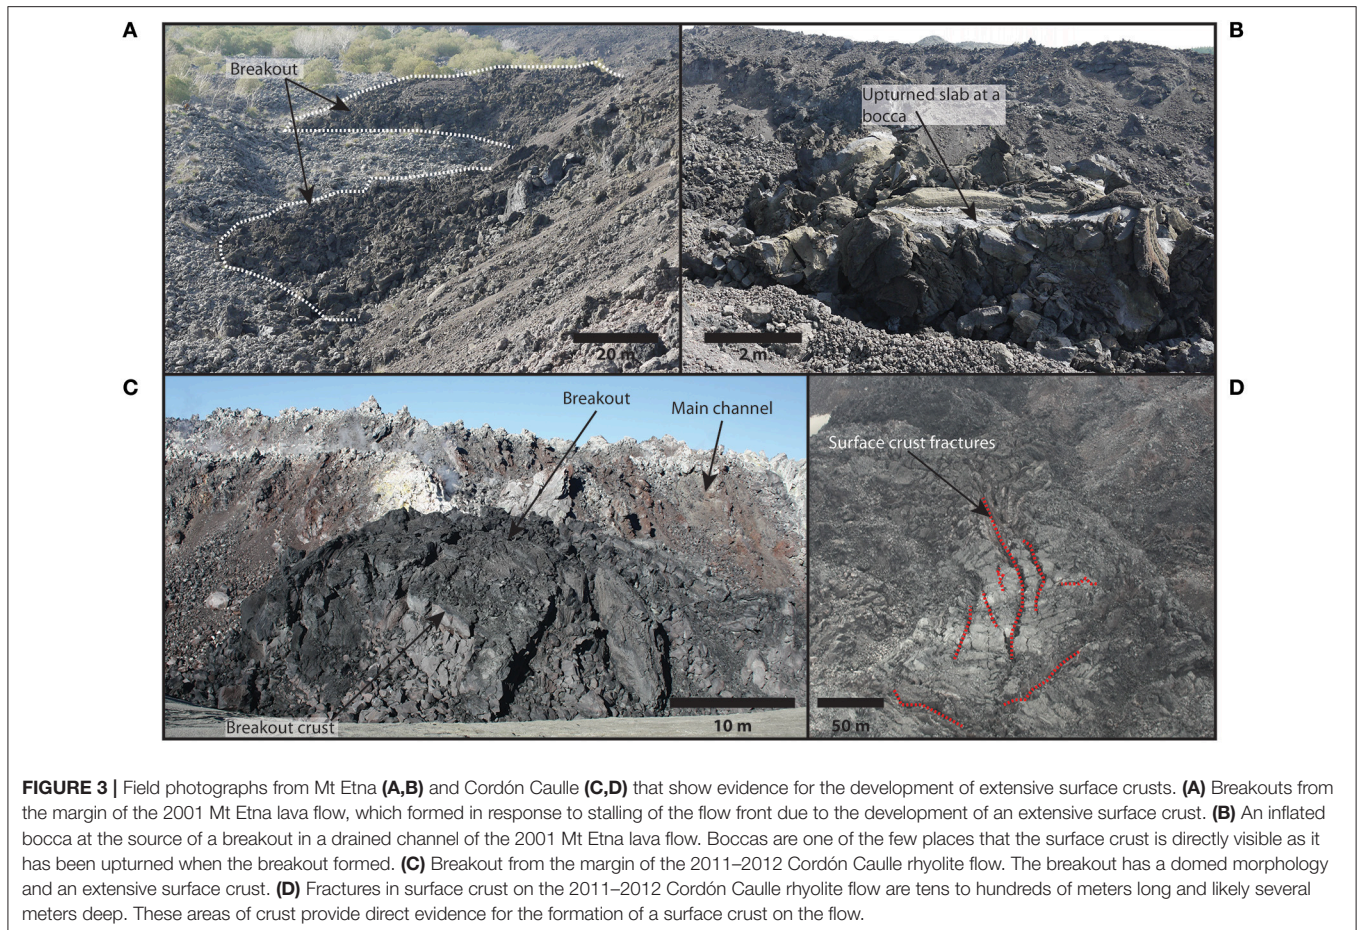 A
B
Breakout
Upturned slab at a
bocca
20 m
2 m
C
D
Breakout
Main channel
Surface crust fractures
Breakout crust
10 m
50 m
FIGURE 3 | Field photographs from Mt Etna (A,B) and Cordón Caulle (C,D) that show evidence for the development of extensive surface crusts. (A) Breakouts from
the margin of the 2001 Mt Etna lava flow, which formed in response to stalling of the flow front due to the development of an extensive surface crust. (B) An inflated
bocca at the source of a breakout in a drained channel of the 2001 Mt Etna lava flow. Boccas are one of the few places that the surface crust is directly visible as it
has been upturned when the breakout formed. (C) Breakout from the margin of the 2011–2012 Cordón Caulle rhyolite flow. The breakout has a domed morphology
and an extensive surface crust. (D) Fractures in surface crust on the 2011–2012 Cordón Caulle rhyolite flow are tens to hundreds of meters long and likely several
meters deep. These areas of crust provide direct evidence for the formation of a surface crust on the flow.